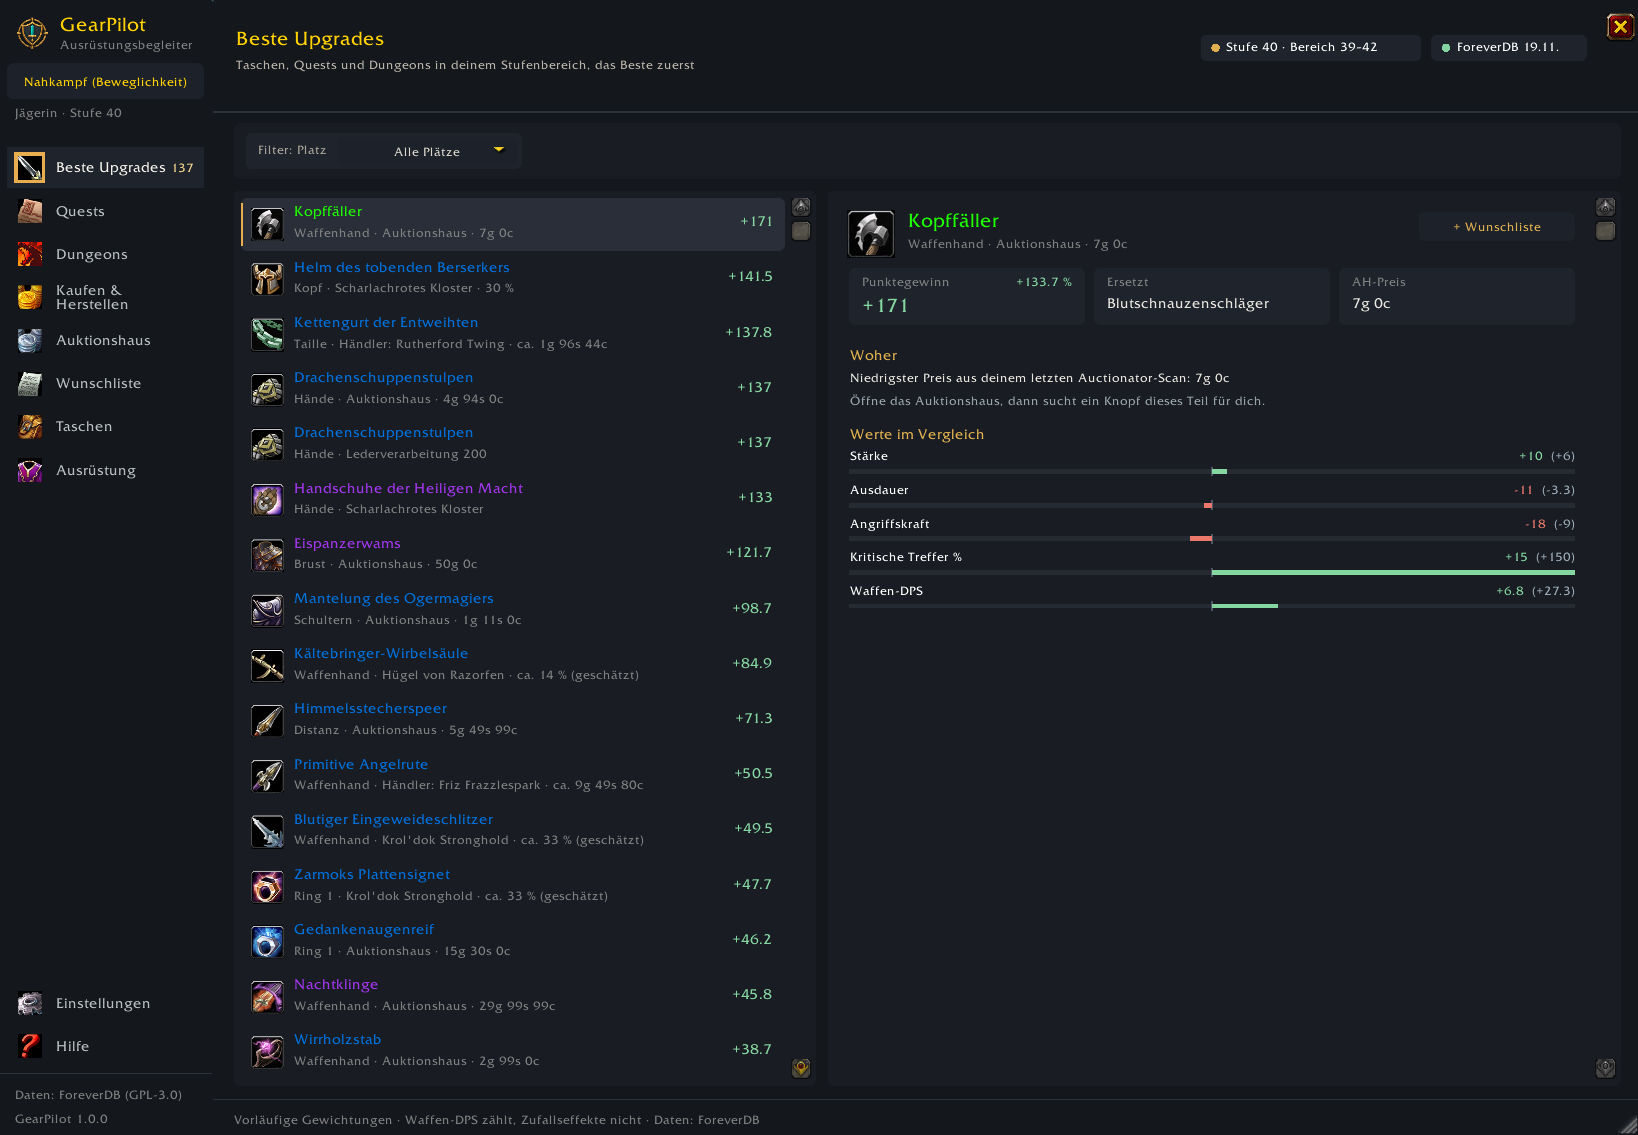 GearPilot
Ausrüstungsbegleiter
Nahkampf (Beweglichkeit)
Jägerin · Stufe 40
Beste Upgrades 137
Quests
Dungeons
Kaufen &
Herstellen
Auktionshaus
Wunschliste
Taschen
Ausrüstung
Einstellungen
Hilfe
Daten: ForeverDB (GPL-3.0)
GearPilot 1.0.0
Beste Upgrades
Taschen, Quests und Dungeons in deinem Stufenbereich, das Beste zuerst
Stufe 40 · Bereich 39-42
ForeverDB 19.11.
Filter: Platz
Alle Plätze
Kopffäller
Waffenhand · Auktionshaus · 7g 0c
+171
Helm des tobenden Berserkers
Kopf · Scharlachrotes Kloster · 30 %
+141.5
Kettengurt der Entweihten
Taille · Händler: Rutherford Twing · ca. 1g 96s 44c
+137.8
Drachenschuppenstulpen
Hände · Auktionshaus · 4g 94s 0c
+137
Drachenschuppenstulpen
Hände · Lederverarbeitung 200
+137
Handschuhe der Heiligen Macht
Hände · Scharlachrotes Kloster
+133
Eispanzerwams
Brust · Auktionshaus · 50g 0c
+121.7
Mantelung des Ogermagiers
Schultern · Auktionshaus · 1g 11s 0c
+98.7
Kältebringer-Wirbelsäule
Waffenhand · Hügel von Razorfen · ca. 14 % (geschätzt)
+84.9
Himmelsstecherspeer
Distanz · Auktionshaus · 5g 49s 99c
+71.3
Primitive Angelrute
Waffenhand · Händler: Friz Frazzlespark · ca. 9g 49s 80c
+50.5
Blutiger Eingeweideschlitzer
Waffenhand · Krol'dok Stronghold · ca. 33 % (geschätzt)
+49.5
Zarmoks Plattensignet
Ring 1 · Krol'dok Stronghold · ca. 33 % (geschätzt)
+47.7
Gedankenaugenreif
Ring 1 · Auktionshaus · 15g 30s 0c
+46.2
Nachtklinge
Waffenhand · Auktionshaus · 29g 99s 99c
+45.8
Wirrholzstab
Waffenhand · Auktionshaus · 2g 99s 0c
+38.7
Kopffäller
Waffenhand · Auktionshaus · 7g 0c
+ Wunschliste
Punktegewinn +133.7 %
+171
Ersetzt
Blutschnauzenschläger
AH-Preis
7g 0c
Woher
Niedrigster Preis aus deinem letzten Auctionator-Scan: 7g 0c
Öffne das Auktionshaus, dann sucht ein Knopf dieses Teil für dich.
Werte im Vergleich
Stärke +10 (+6)
Ausdauer -11 (-3.3)
Angriffskraft -18 (-9)
Kritische Treffer % +15 (+150)
Waffen-DPS +6.8 (+27.3)
Vorläufige Gewichtungen · Waffen-DPS zählt, Zufallseffekte nicht · Daten: ForeverDB